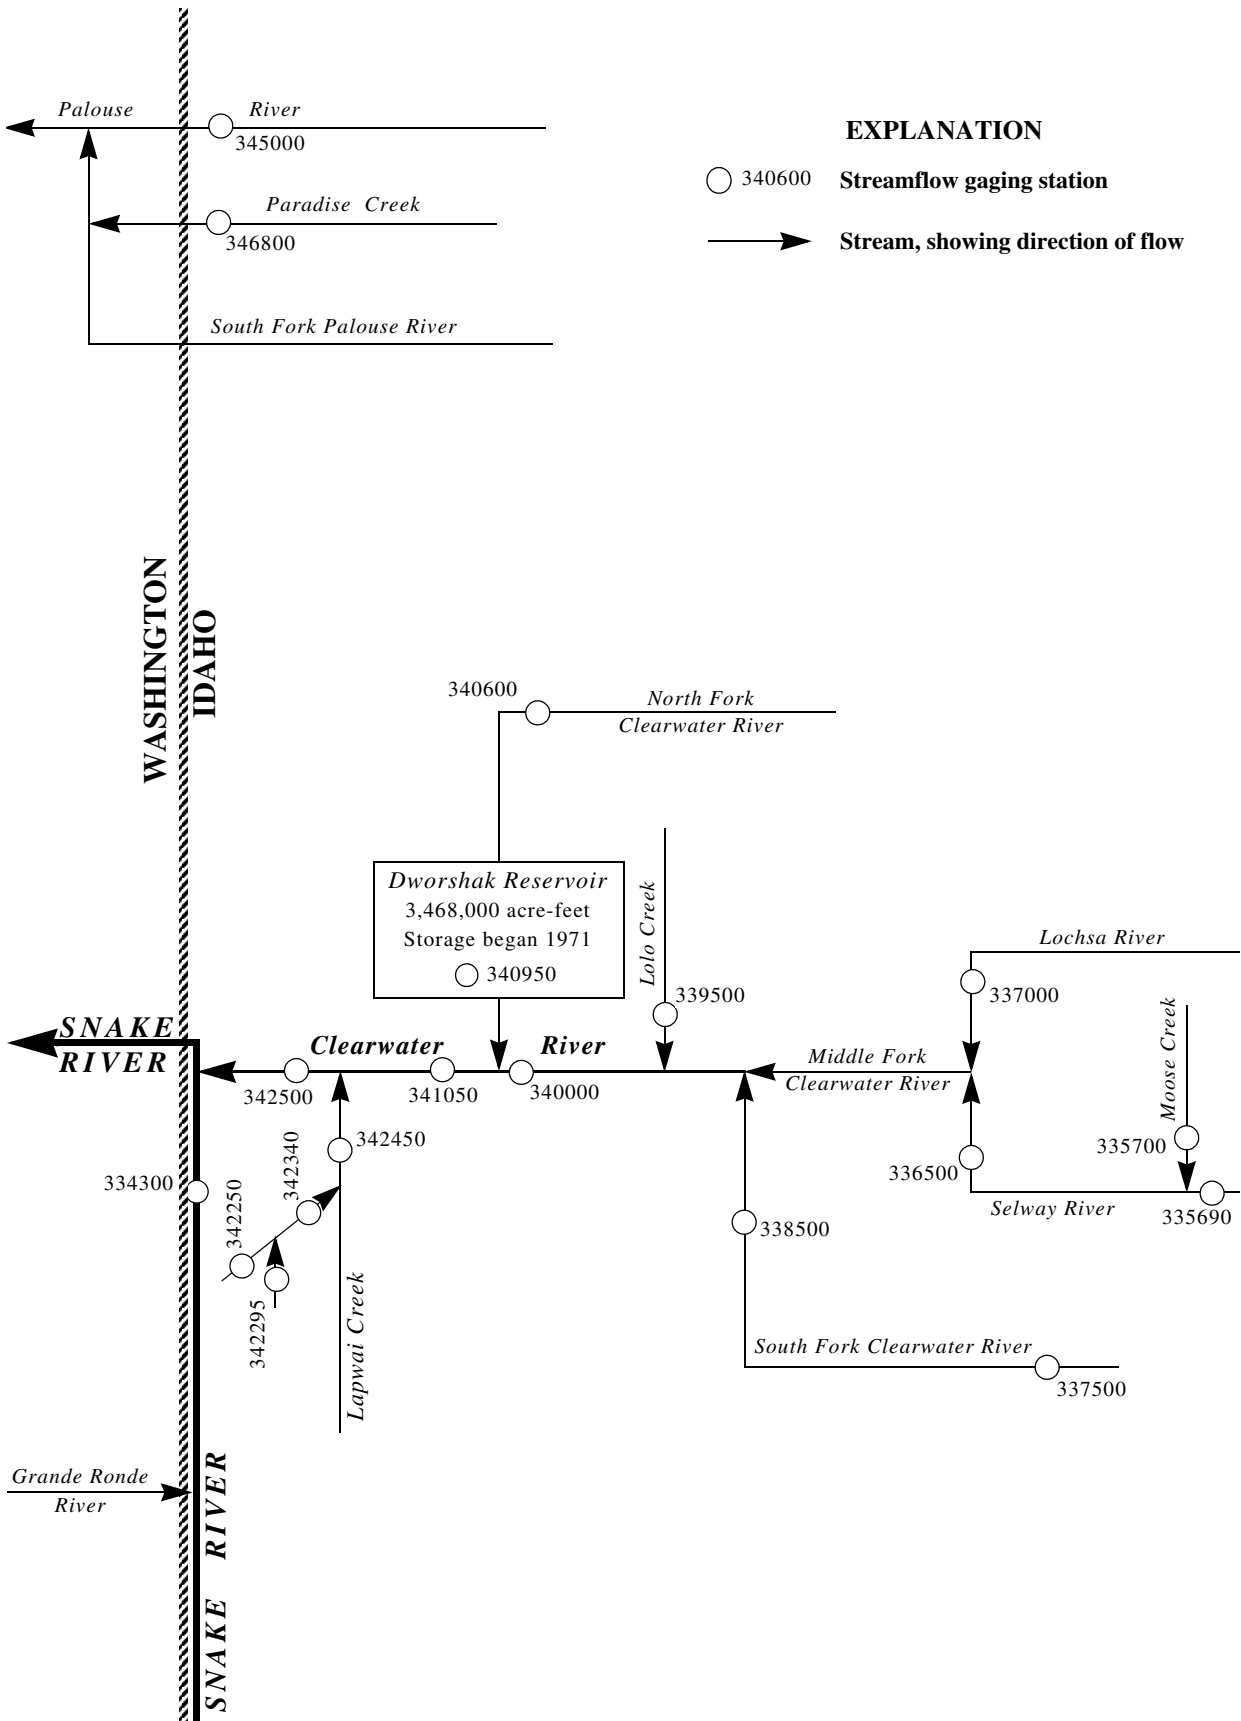 Palouse River
345000
EXPLANATION
340600 Streamflow gaging station
Paradise Creek
346800
Stream, showing direction of flow
South Fork Palouse River
WASHINGTON
IDAHO
340600
North Fork
Clearwater River
Dworshak Reservoir
3,468,000 acre-feet
Storage began 1971
340950
Lolo Creek
339500
Lochsa River
337000
Moose Creek
SNAKE
RIVER
Clearwater River
342500
341050
340000
Middle Fork
Clearwater River
335700
336500
Selway River
335690
334300
342250
342340
342450
342295
Lapwai Creek
338500
South Fork Clearwater River
337500
Grande Ronde
River
SNAKE RIVER